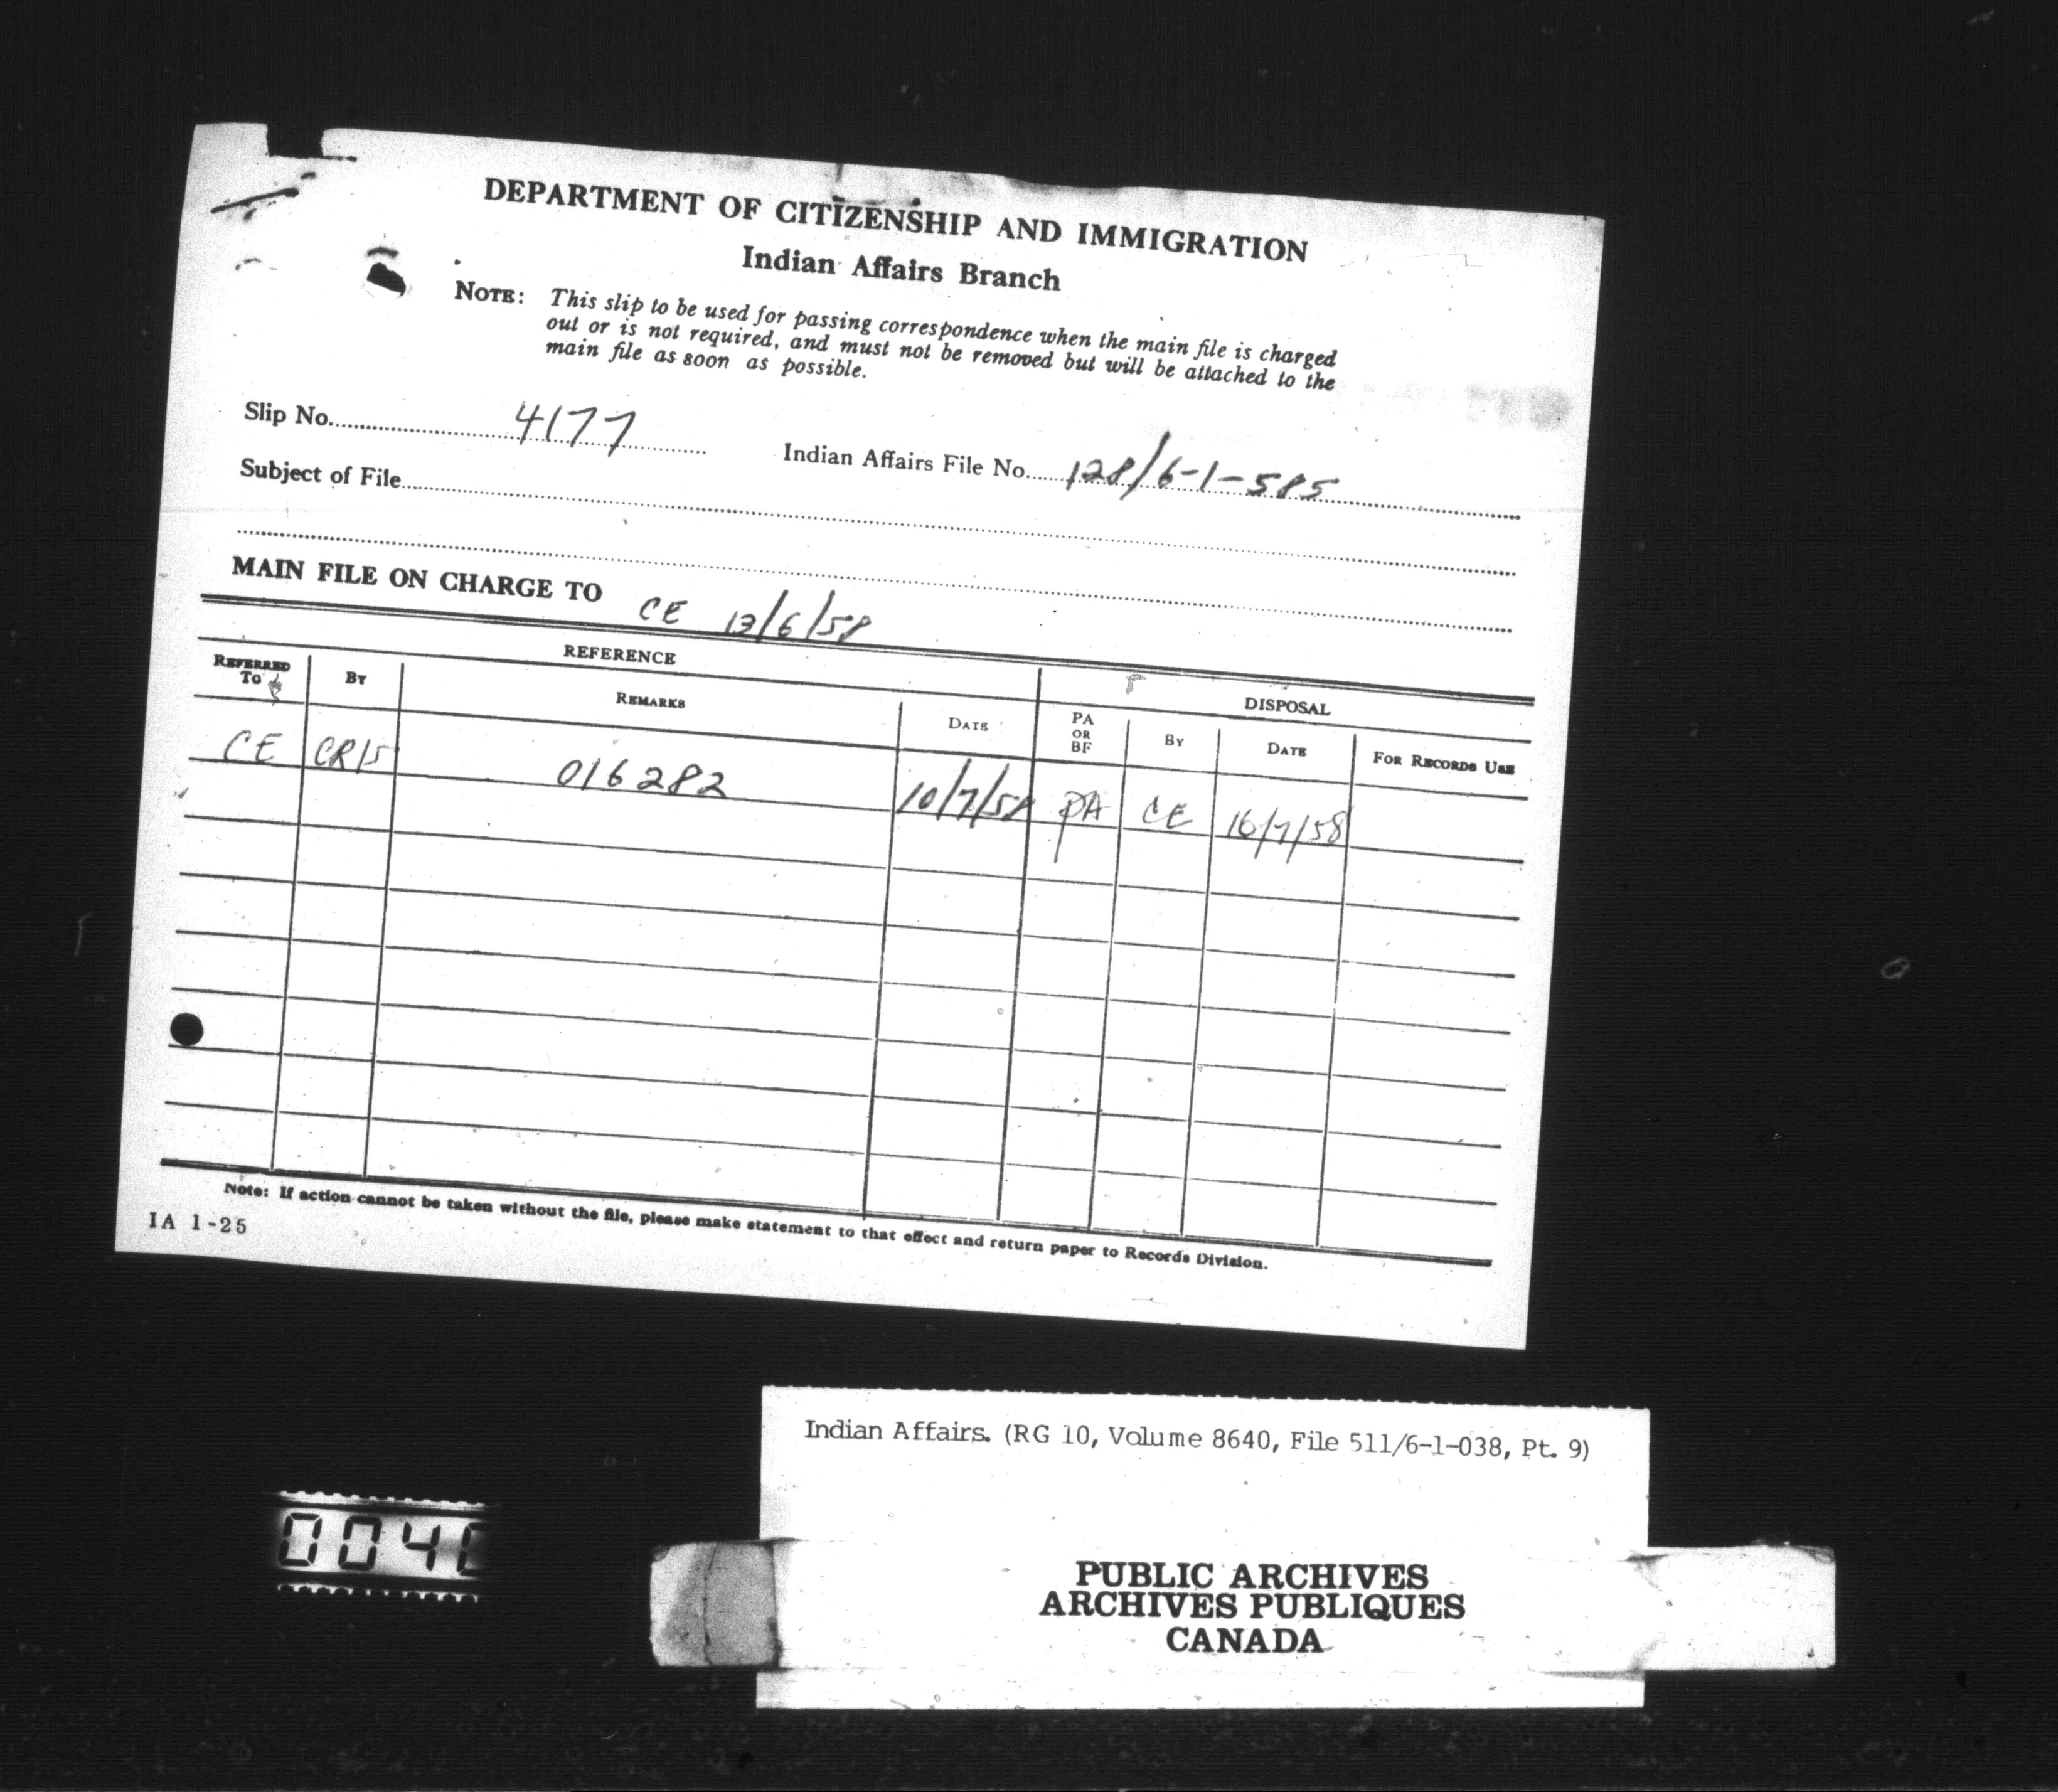 DEPARTMENT OF CITIZENSHIP AND IMMIGRATION
Indian Affairs Branch
NOTE: This slip to be used for passing correspondence when the main file is charged
out or is not required, and must not be removed but will be attached to the
main file as soon as possible.
Slip No. 4177 Indian Affairs File No. 128/6-1-585
Subject of File
MAIN FILE ON CHARGE TO CE 13/6/58
REFERENCE DISPOSAL
REFERRED TO BY REMARKS DATE PA OR BF BY DATE FOR RECORDS USE
CE CR15 016282 10/7/58 PA CE 16/7/58
Note: If action cannot be taken without the file, please make statement to that effect and return paper to Records Division.
IA 1-25
Indian Affairs. (RG 10, Volume 8640, File 511/6-1-038, Pt. 9)
0040
PUBLIC ARCHIVES
ARCHIVES PUBLIQUES
CANADA